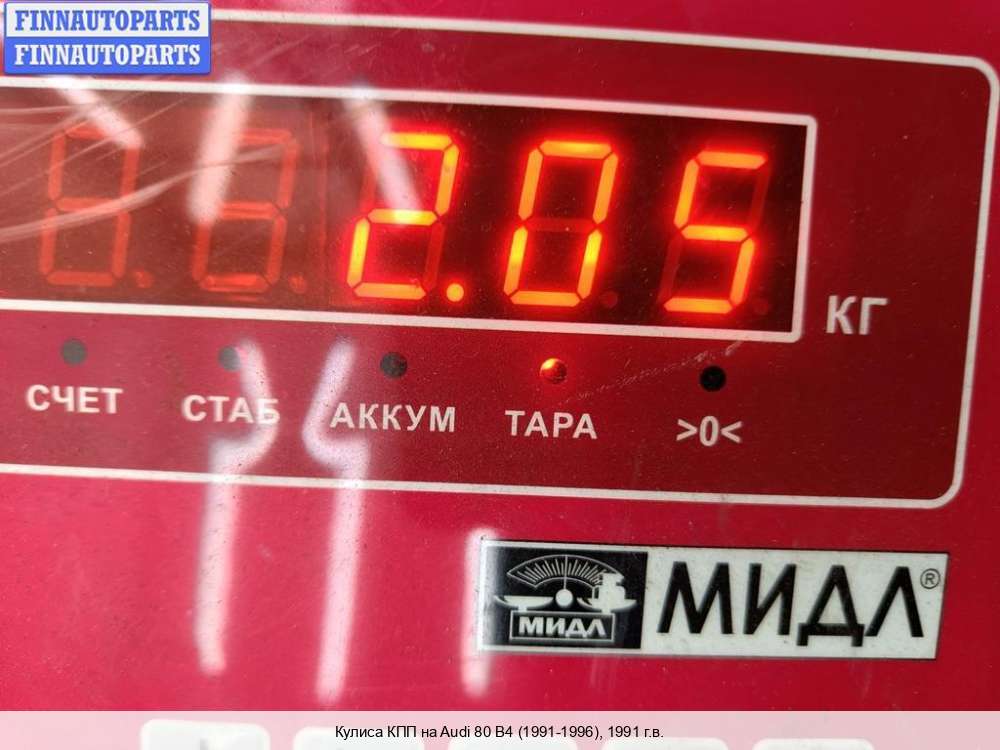 FINNAUTOPARTS
FINNAUTOPARTS
2.05
КГ
СЧЕТ СТАБ АККУМ ТАРА >0<
МИДЛ МИДЛ®
Кулиса КПП на Audi 80 B4 (1991-1996), 1991 г.в.